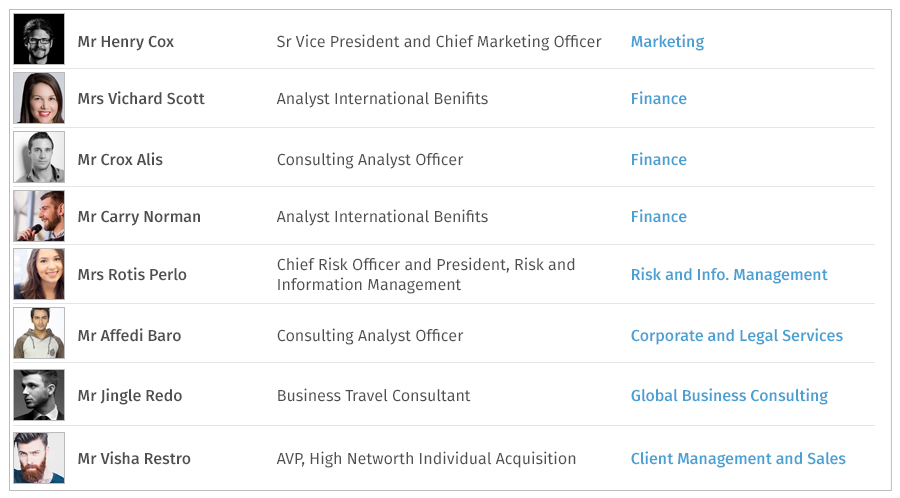 Mr Henry Cox Sr Vice President and Chief Marketing Officer Marketing
Mrs Vichard Scott Analyst International Benifits Finance
Mr Crox Alis Consulting Analyst Officer Finance
Mr Carry Norman Analyst International Benifits Finance
Mrs Rotis Perlo Chief Risk Officer and President, Risk and Risk and Info. Management
Information Management
Mr Affedi Baro Consulting Analyst Officer Corporate and Legal Services
Mr Jingle Redo Business Travel Consultant Global Business Consulting
Mr Visha Restro AVP, High Networth Individual Acquisition Client Management and Sales